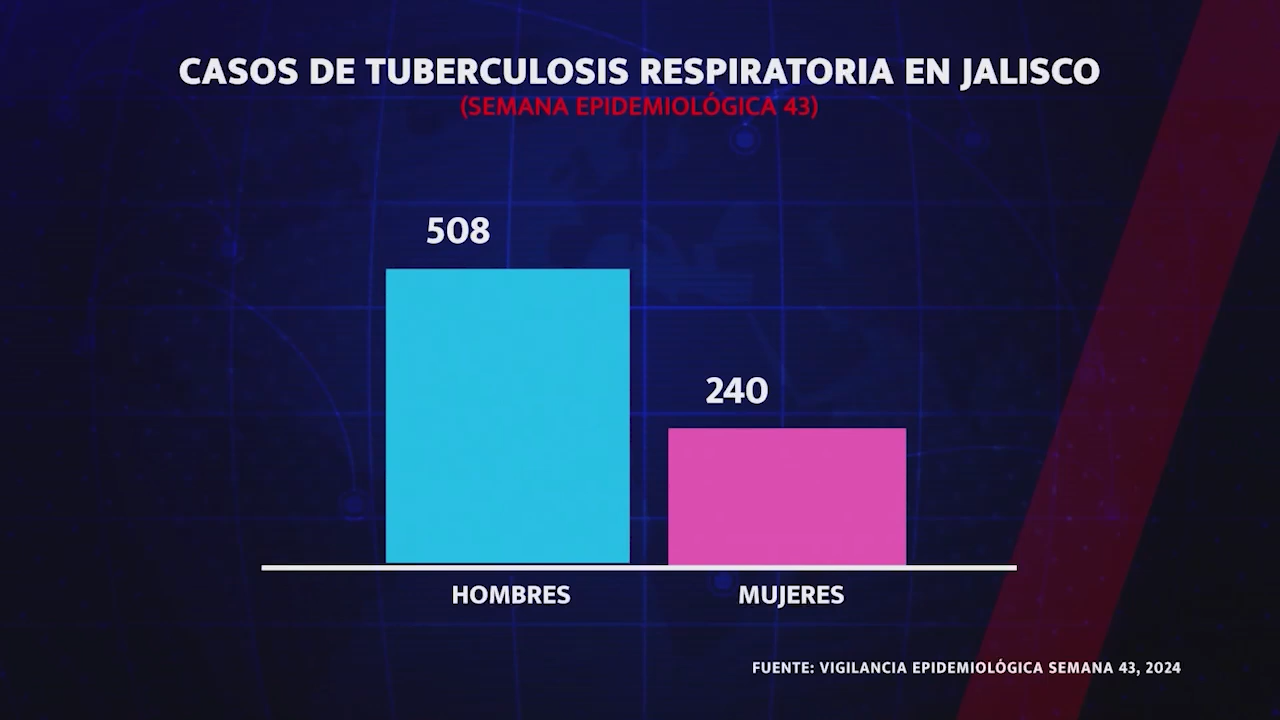 CASOS DE TUBERCULOSIS RESPIRATORIA EN JALISCO
(SEMANA EPIDEMIOLÓGICA 43)
508
240
HOMBRES
MUJERES
FUENTE: VIGILANCIA EPIDEMIOLÓGICA SEMANA 43, 2024